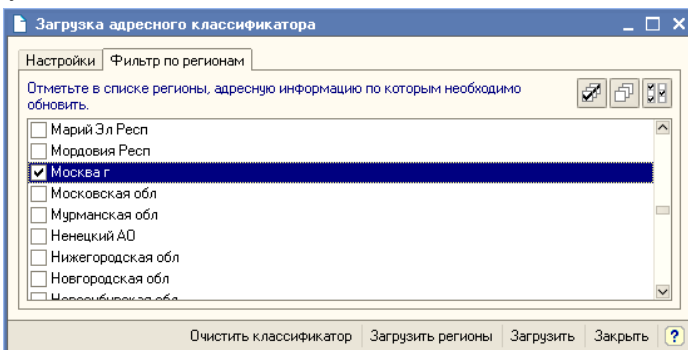 Загрузка адресного классификатора
Настройки Фильтр по регионам
Отметьте в списке регионы, адресную информацию по которым необходимо
обновить.
Марий Эл Респ
Мордовия Респ
Москва г
Московская обл
Мурманская обл
Ненецкий АО
Нижегородская обл
Новгородская обл
Очистить классификатор Загрузить регионы Загрузить Закрыть ?